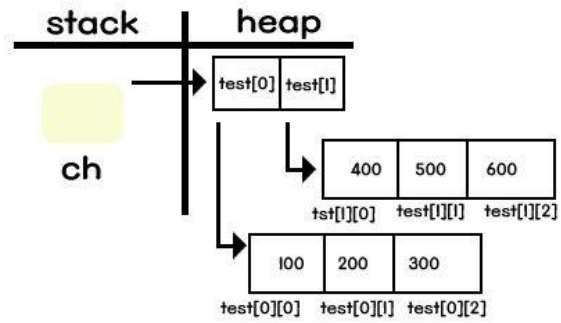 stack heap
test[0] test[1]
ch
400 500 600
tst[1][0] test[1][1] test[1][2]
100 200 300
test[0][0] test[0][1] test[0][2]